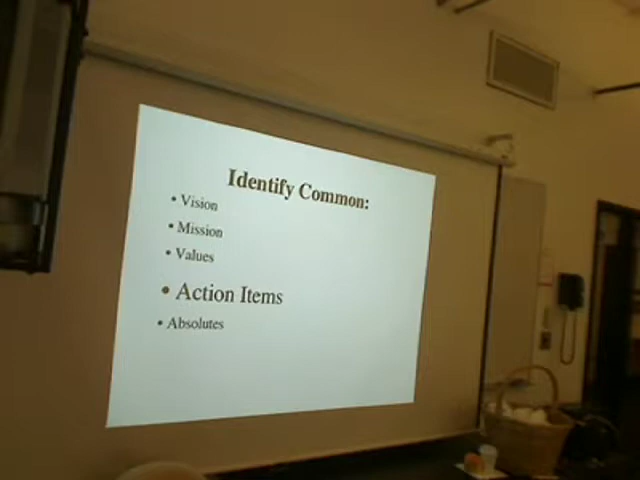 Identify Common:
• Vision
• Mission
• Values
• Action Items
• Absolutes